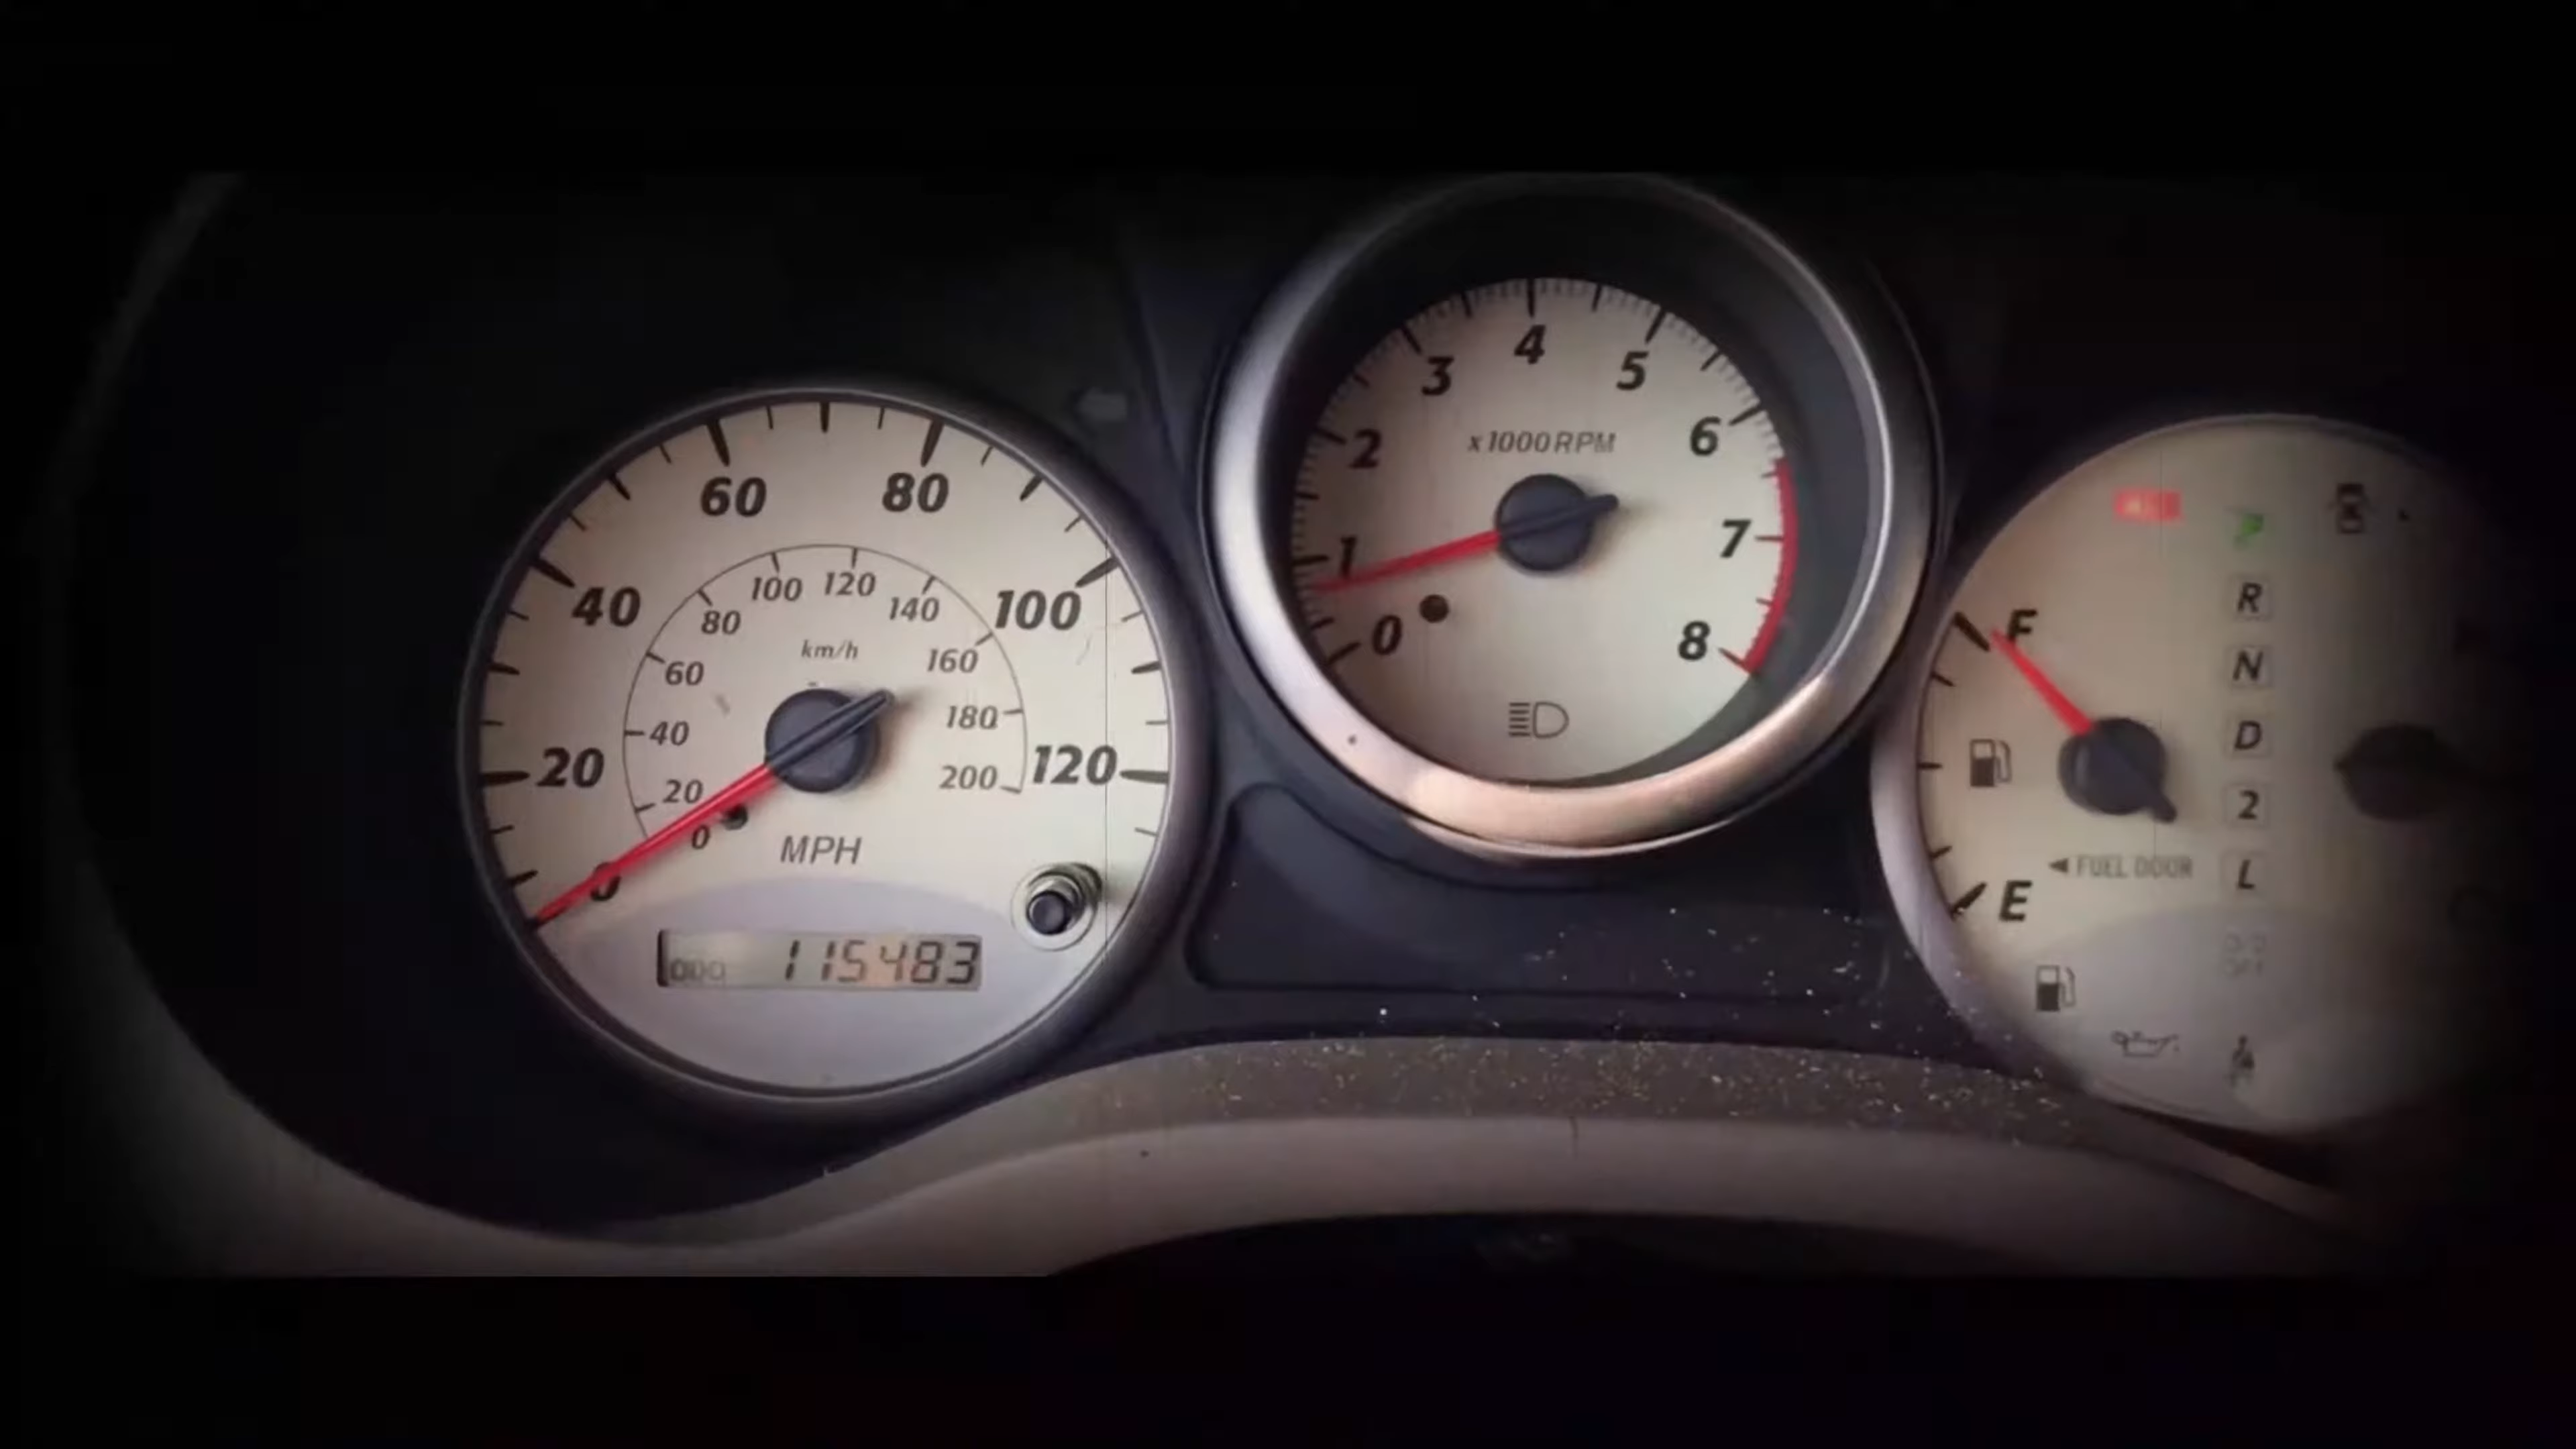 60 80
40 100
20 120
0
100 120
80 140
60 160
40 180
20 200
0
km/h
MPH
115483
4
3 5
2 6
1 7
0 8
x1000RPM
F
E
◄ FUEL DOOR
P
R
N
D
2
L